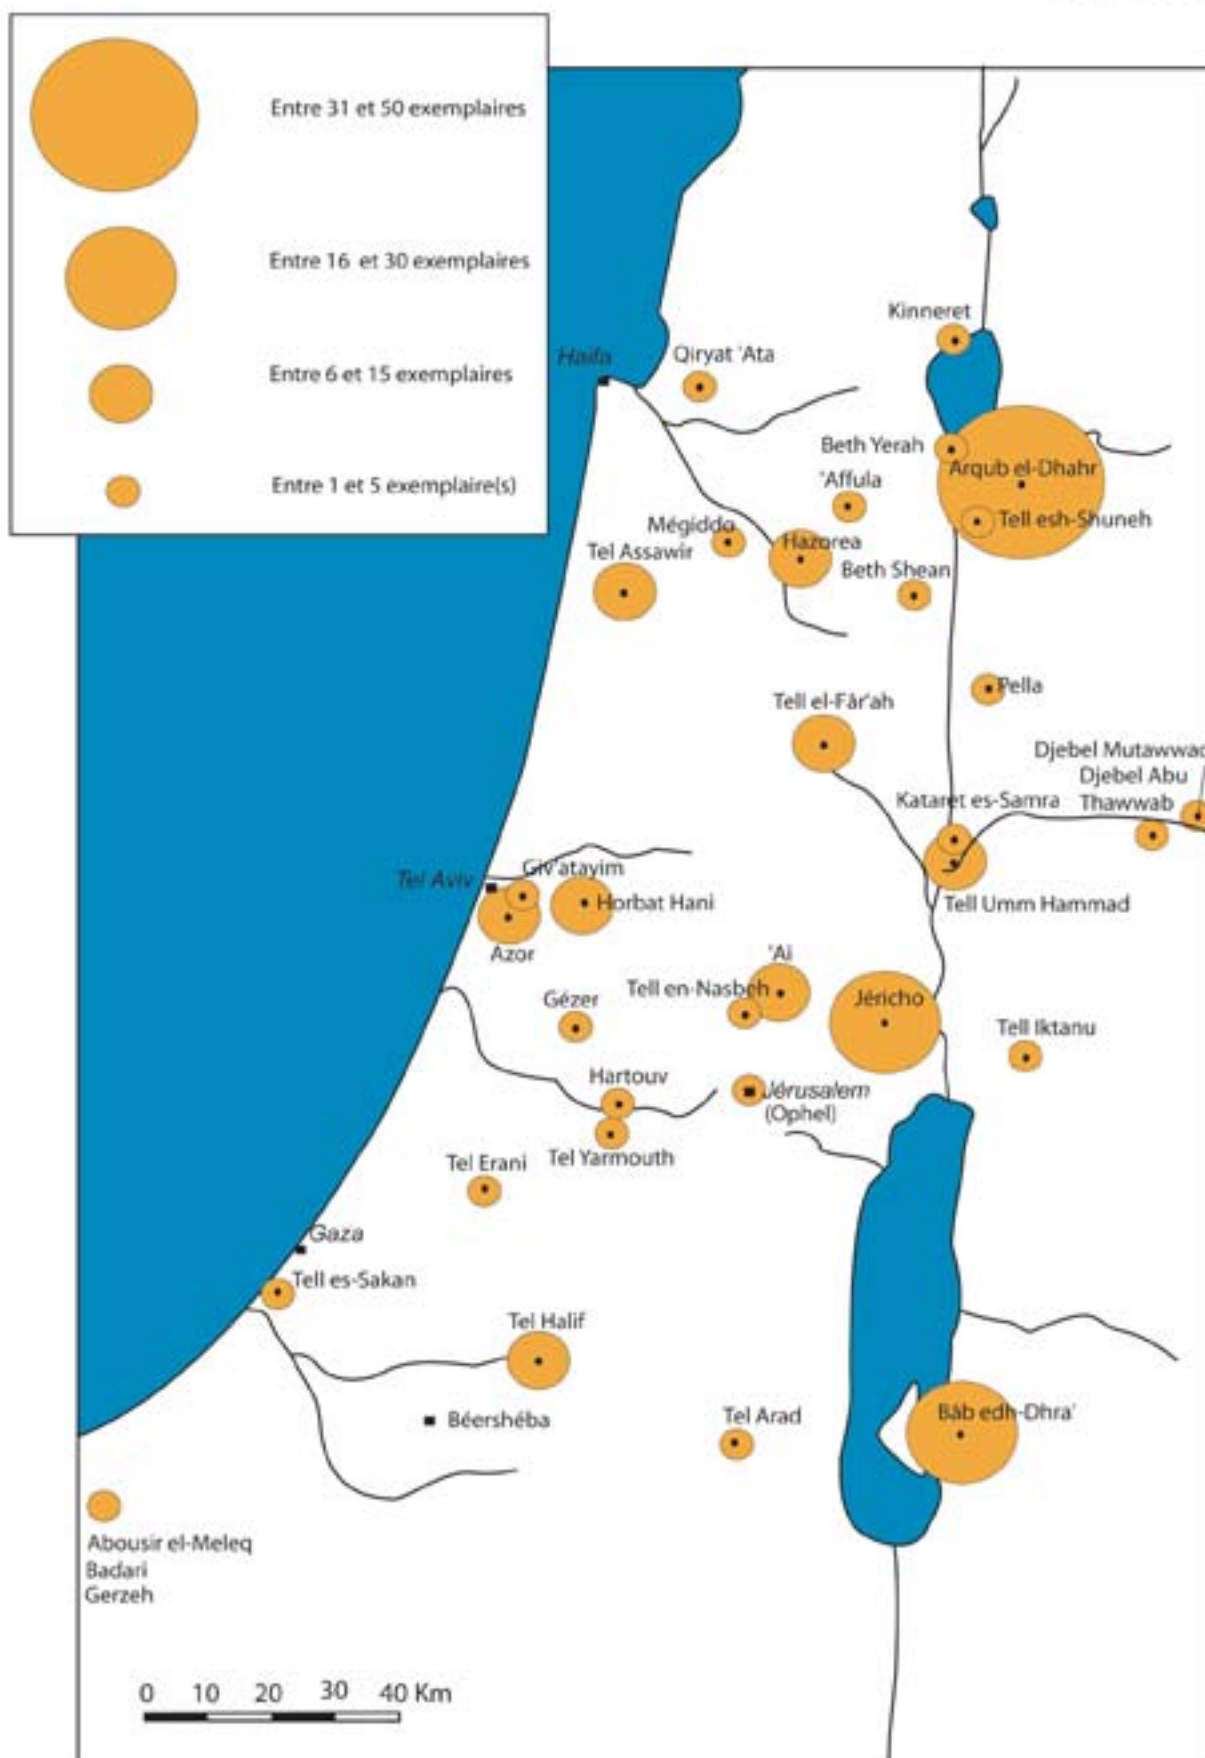 Entre 31 et 50 exemplaires
Entre 16 et 30 exemplaires
Entre 6 et 15 exemplaires
Entre 1 et 5 exemplaire(s)
Kinneret
Haifa
Qiryat 'Ata
Beth Yerah
Arqub el-Dhahr
'Affula
Tell esh-Shuneh
Mégiddo
Hazorea
Tel Assawir
Beth Shean
Pella
Tell el-Fâr'ah
Djebel Mutawwad
Djebel Abu
Thawwab
Kataret es-Samra
Giv'atayim
Tel Aviv
Horbat Hani
Tell Umm Hammad
Azor
'Ai
Tell en-Nasbeh
Gézer
Jéricho
Tell Iktanu
Hartouv
Jérusalem
(Ophel)
Tel Yarmouth
Tel Erani
Gaza
Tell es-Sakan
Tel Halif
Béershéba
Tel Arad
Bâb edh-Dhra'
Abousir el-Meleq
Badari
Gerzeh
0 10 20 30 40 Km